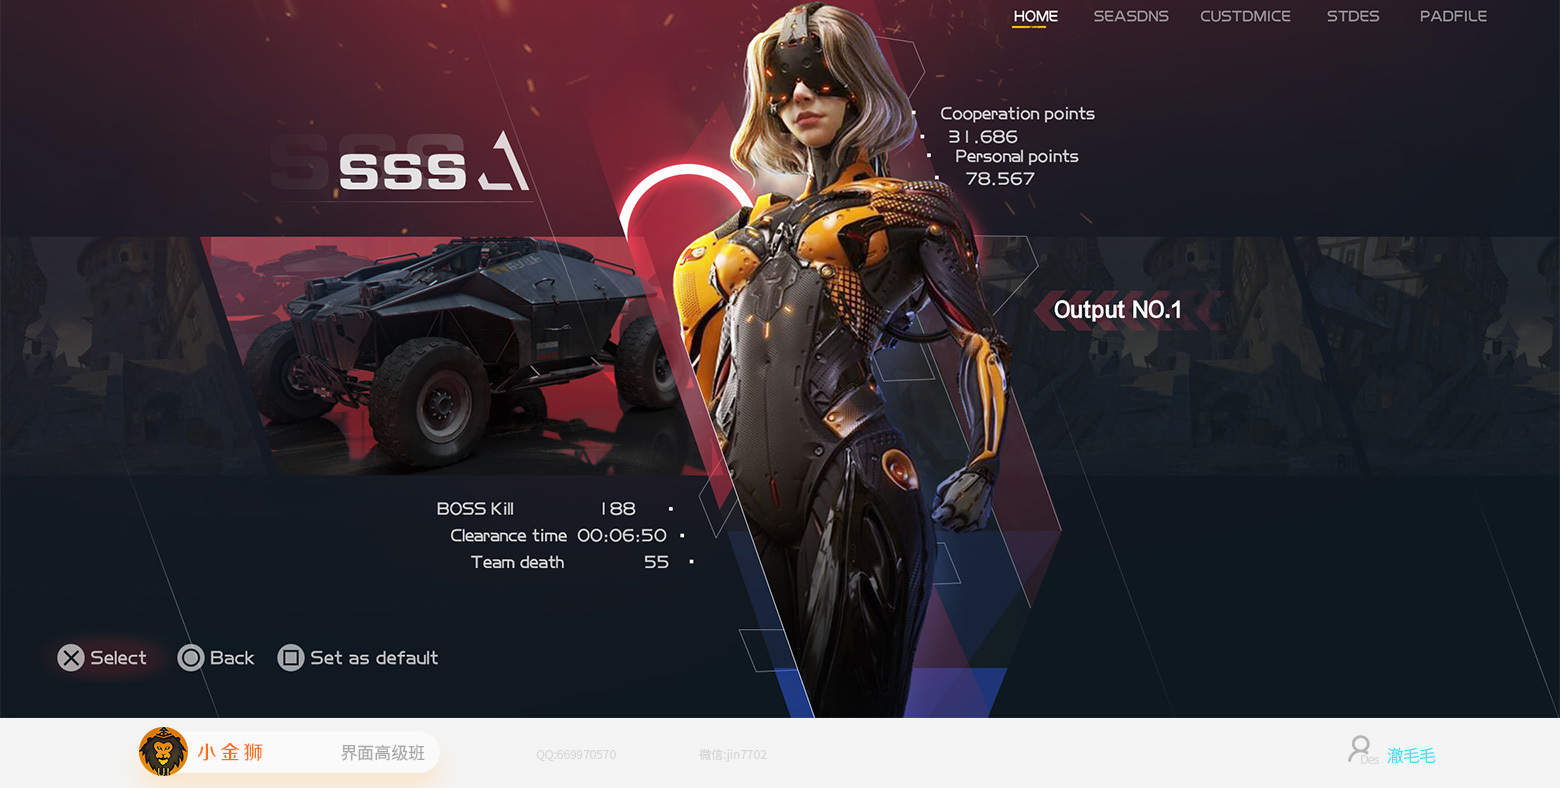 HOME SEASDNS CUSTDMICE STDES PADFILE
Cooperation points
31.686
Personal points
78.567
SSS
sss
Output NO.1
BOSS Kill 188
Clearance time 00:06:50
Team death 55
Select Back Set as default
小金狮 界面高级班 QQ:669970570 微信:jin7702 Des 澈毛毛